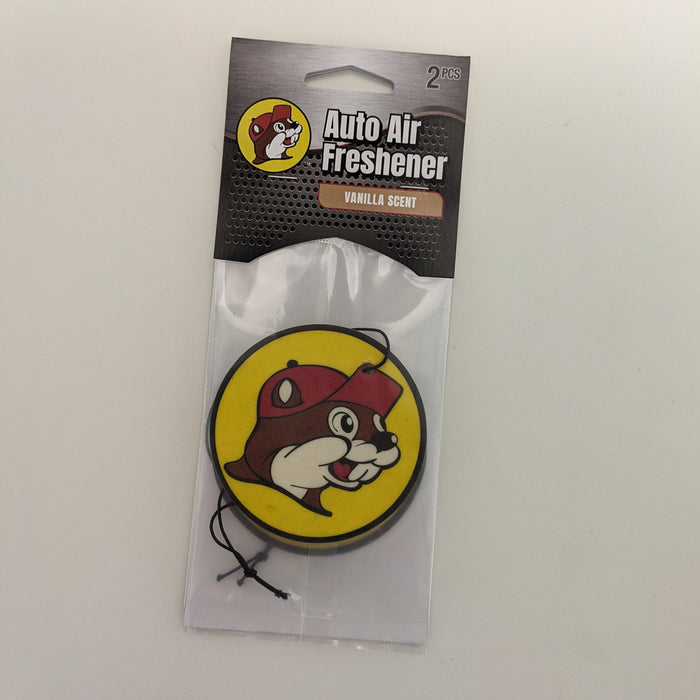 2 PCS
Auto Air
Freshener
VANILLA SCENT